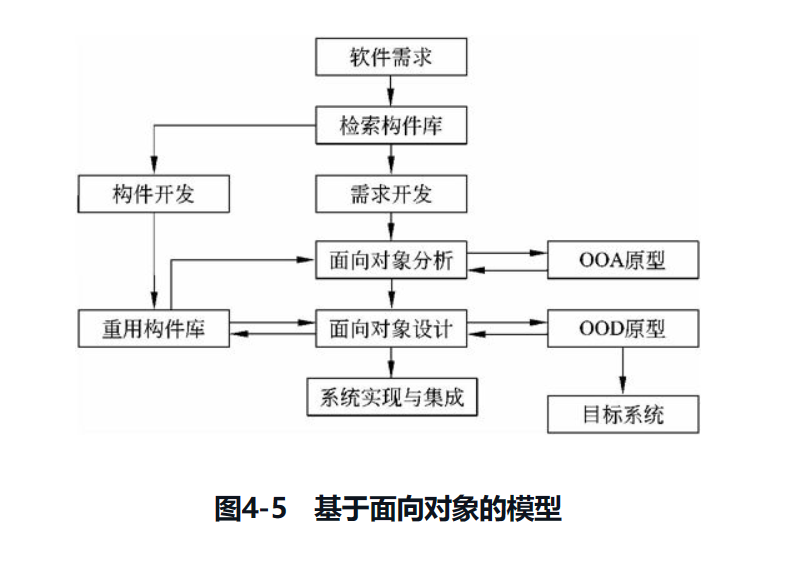 软件需求
检索构件库
构件开发
需求开发
面向对象分析
OOA原型
重用构件库
面向对象设计
OOD原型
系统实现与集成
目标系统
图4-5 基于面向对象的模型